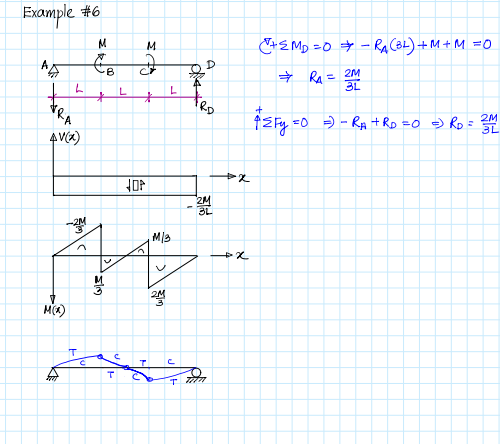 Example #6
M M
A B C D
L L L
R_A R_D
+ΣM_D = 0 ⇒ -R_A(3L) + M + M = 0
⇒ R_A = 2M/3L
+↑ΣFy = 0 ⇒ -R_A + R_D = 0 ⇒ R_D = 2M/3L
V(x)
x
↓□↑
-2M/3L
-2M/3
M/3
x
M/3
2M/3
M(x)
T C T C
C T C T